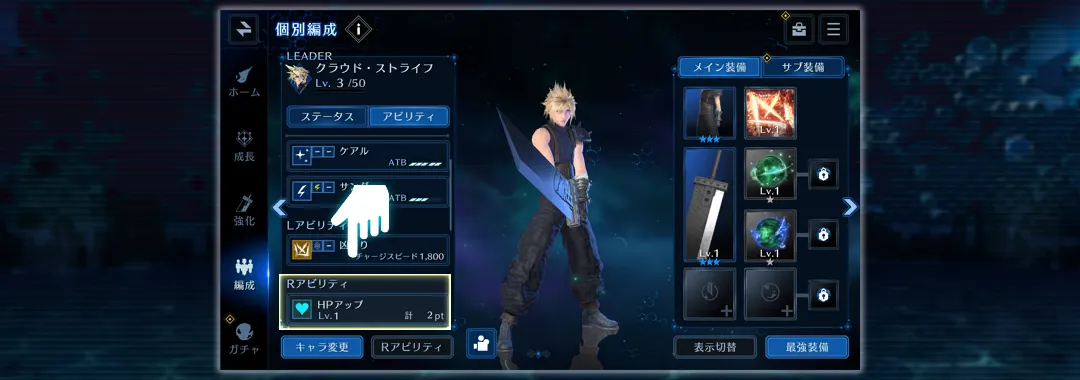 個別編成
i
LEADER
クラウド・ストライフ
Lv. 3 /50
ステータス
アビリティ
ケアル
ATB
ATB
Lアビリティ
チャージスピード 1,800
Rアビリティ
HPアップ
Lv.1
計 2pt
キャラ変更
Rアビリティ
ホーム
成長
強化
編成
ガチャ
メイン装備
サブ装備
Lv.1
Lv.1
Lv.1
Lv.1
表示切替
最強装備